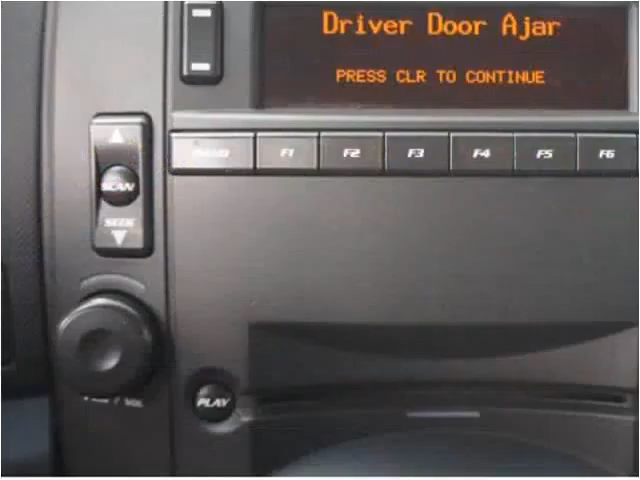 Driver Door Ajar
PRESS CLR TO CONTINUE
F1 F2 F3 F4 F5 F6
SCAN
SEEK
PLAY